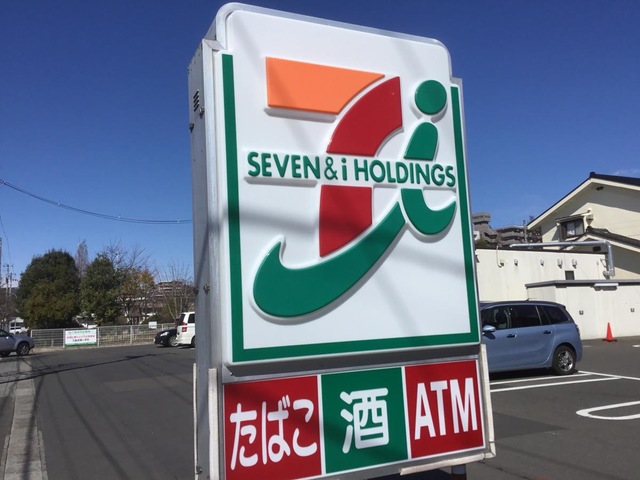 SEVEN & i HOLDINGS
たばこ
酒
ATM